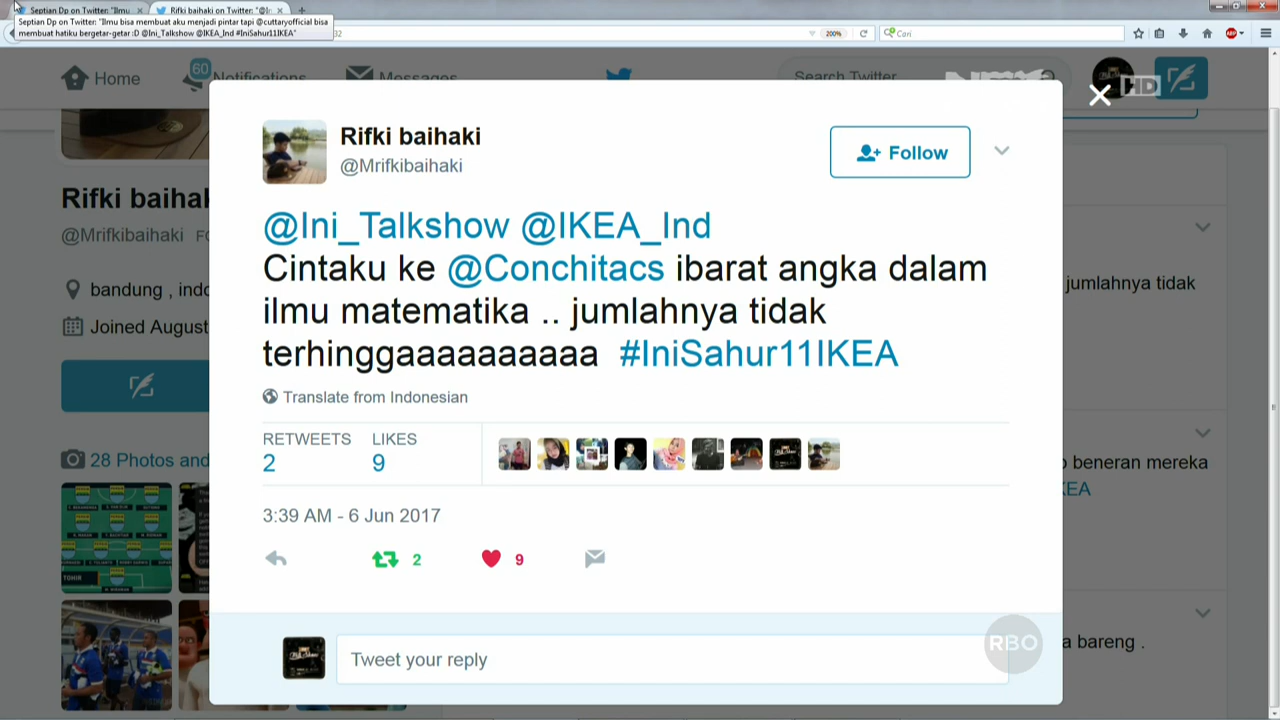 Septian Dp on Twitter: "Ilmu
Rifki baihaki on Twitter: "@In
Septian Dp on Twitter: "Ilmu bisa membuat aku menjadi pintar tapi @cuttaryofficial bisa
membuat hatiku bergetar-getar :D @Ini_Talkshow @IKEA_Ind #IniSahur11IKEA"
32
200%
Cari
Home
60
Notifications
Messages
Search Twitter
HD
Rifki baihaki
@Mrifkibaihaki
Follow
@Ini_Talkshow @IKEA_Ind
Cintaku ke @Conchitacs ibarat angka dalam
ilmu matematika .. jumlahnya tidak
terhinggaaaaaaaaaa #IniSahur11IKEA
Translate from Indonesian
RETWEETS LIKES
2 9
3:39 AM - 6 Jun 2017
2 9
Tweet your reply
RBO
Rifki baihak
@Mrifkibaihaki
bandung , indo
Joined August
28 Photos and
jumlahnya tidak
beneran mereka
EA
a bareng .